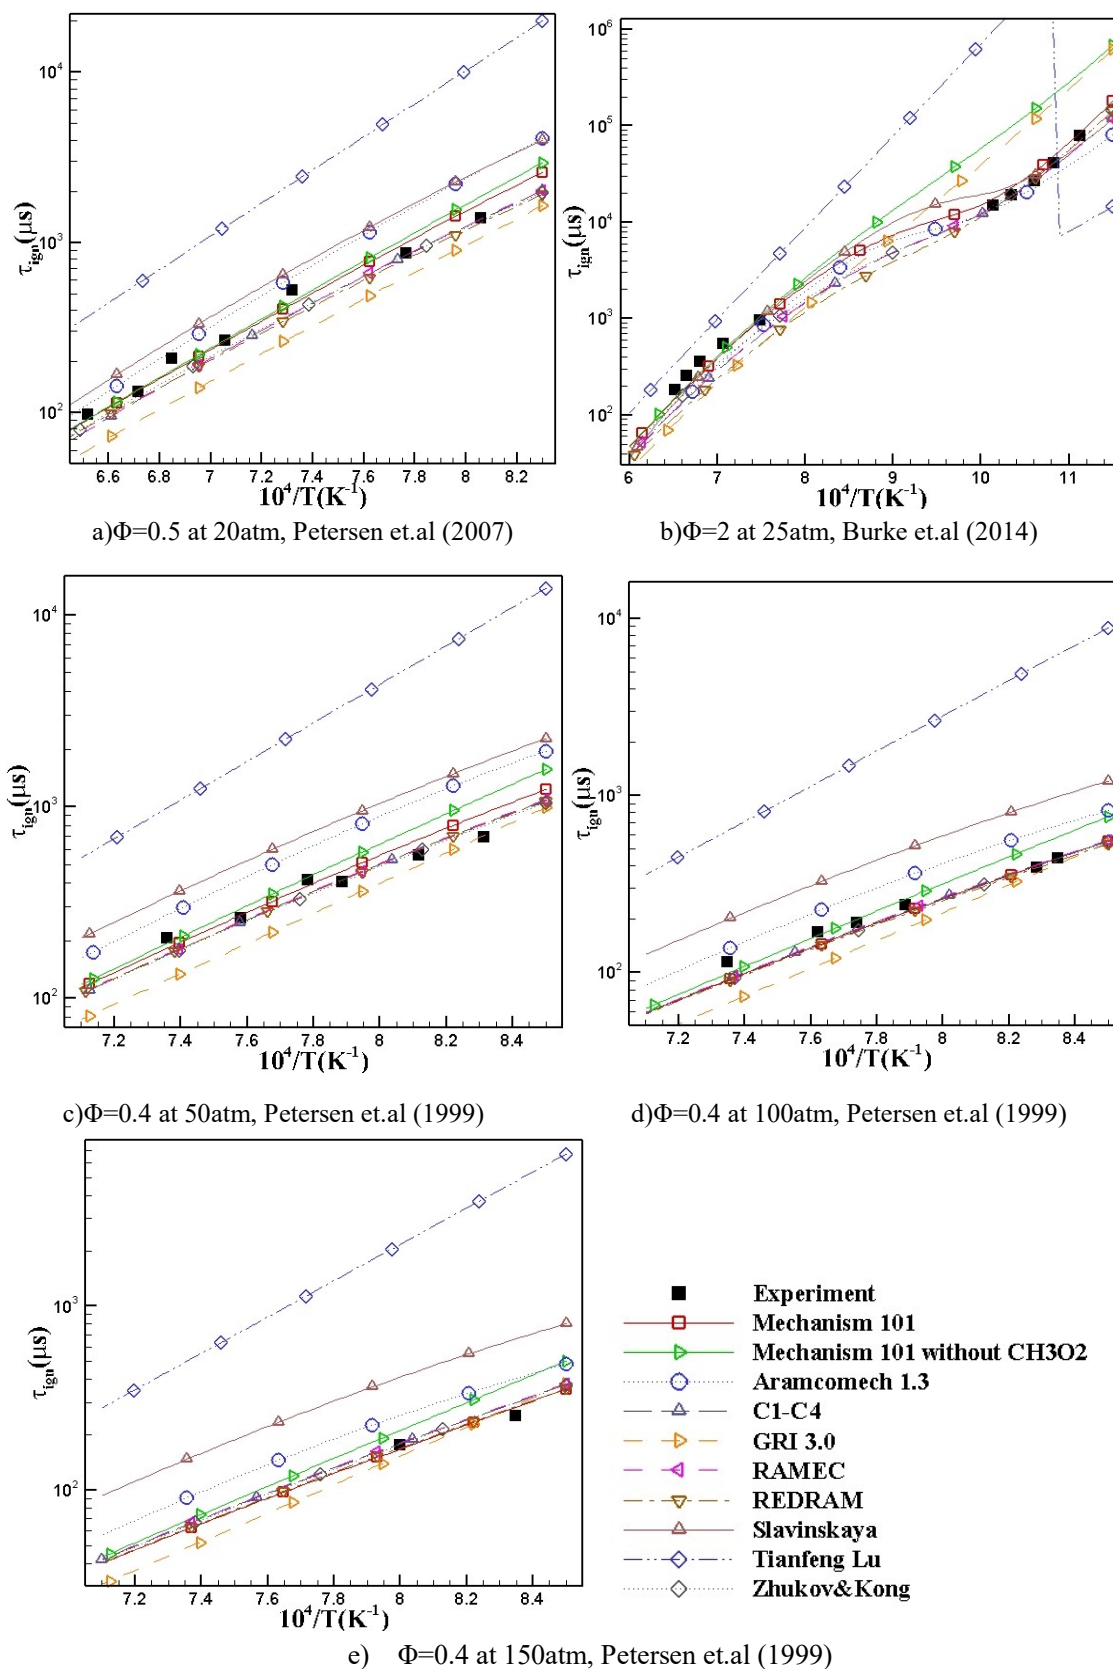 10^4
10^3
10^2
τ_ign(μs)
6.6 6.8 7 7.2 7.4 7.6 7.8 8 8.2
10^4/T(K^-1)
a)Φ=0.5 at 20atm, Petersen et.al (2007)
10^6
10^5
10^4
10^3
10^2
τ_ign(μs)
6 7 8 9 10 11
10^4/T(K^-1)
b)Φ=2 at 25atm, Burke et.al (2014)
10^4
10^3
10^2
τ_ign(μs)
7.2 7.4 7.6 7.8 8 8.2 8.4
10^4/T(K^-1)
c)Φ=0.4 at 50atm, Petersen et.al (1999)
10^4
10^3
10^2
τ_ign(μs)
7.2 7.4 7.6 7.8 8 8.2 8.4
10^4/T(K^-1)
d)Φ=0.4 at 100atm, Petersen et.al (1999)
10^3
10^2
τ_ign(μs)
7.2 7.4 7.6 7.8 8 8.2 8.4
10^4/T(K^-1)
Experiment
Mechanism 101
Mechanism 101 without CH3O2
Aramcomech 1.3
C1-C4
GRI 3.0
RAMEC
REDRAM
Slavinskaya
Tianfeng Lu
Zhukov&Kong
e) Φ=0.4 at 150atm, Petersen et.al (1999)